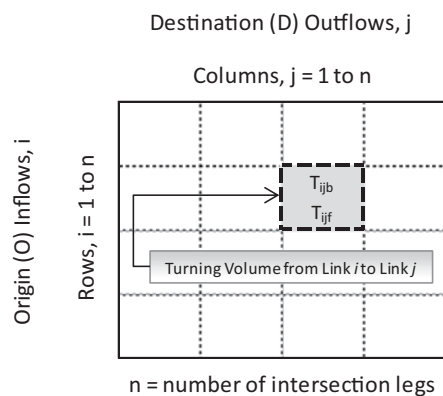 Destination (D) Outflows, j
Columns, j = 1 to n
Origin (O) Inflows, i
Rows, i = 1 to n
T_ijb
T_ijf
Turning Volume from Link i to Link j
n = number of intersection legs